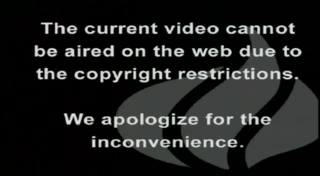 The current video cannot
be aired on the web due to
the copyright restrictions.
We apologize for the
inconvenience.